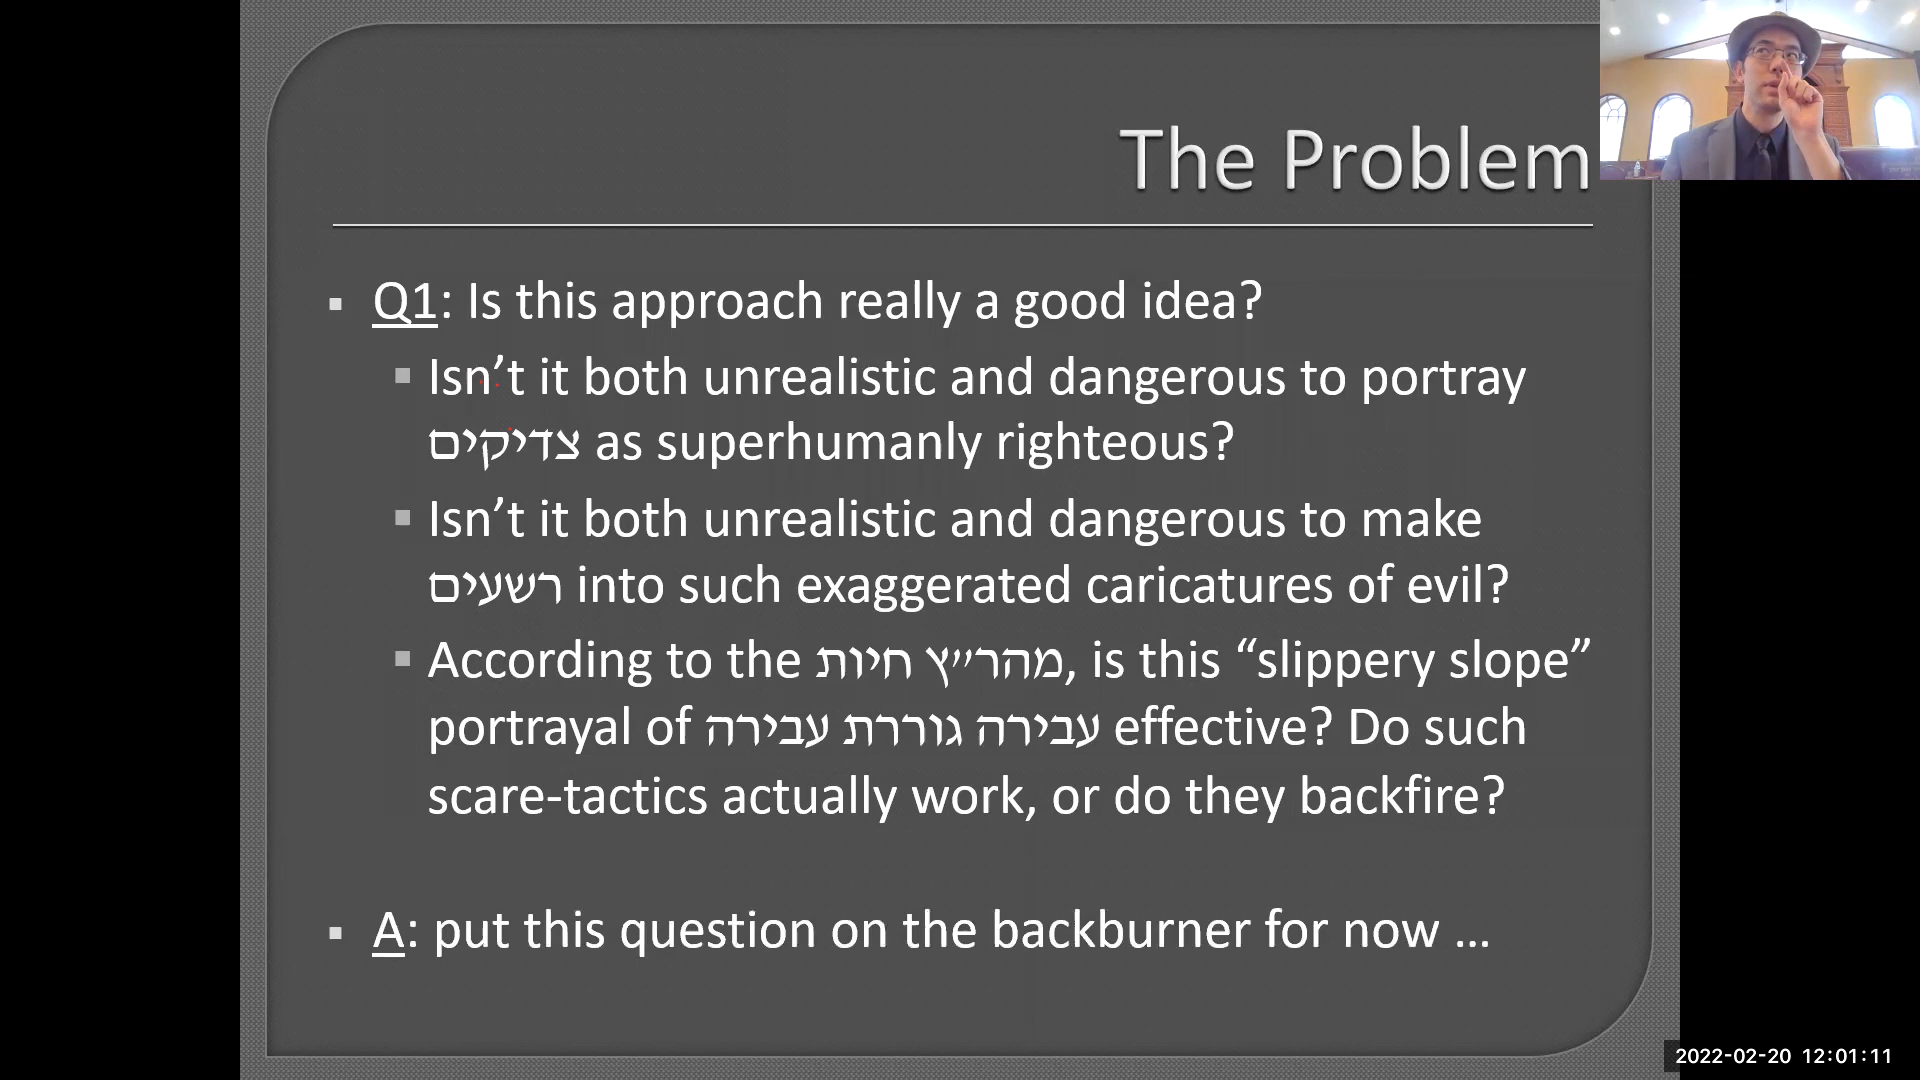 The Problem
Q1: Is this approach really a good idea?
Isn’t it both unrealistic and dangerous to portray
צדיקים as superhumanly righteous?
Isn’t it both unrealistic and dangerous to make
רשעים into such exaggerated caricatures of evil?
According to the מהר״ץ חיות, is this “slippery slope”
portrayal of עבירה גוררת עבירה effective? Do such
scare-tactics actually work, or do they backfire?
A: put this question on the backburner for now ...
2022-02-20 12:01:11